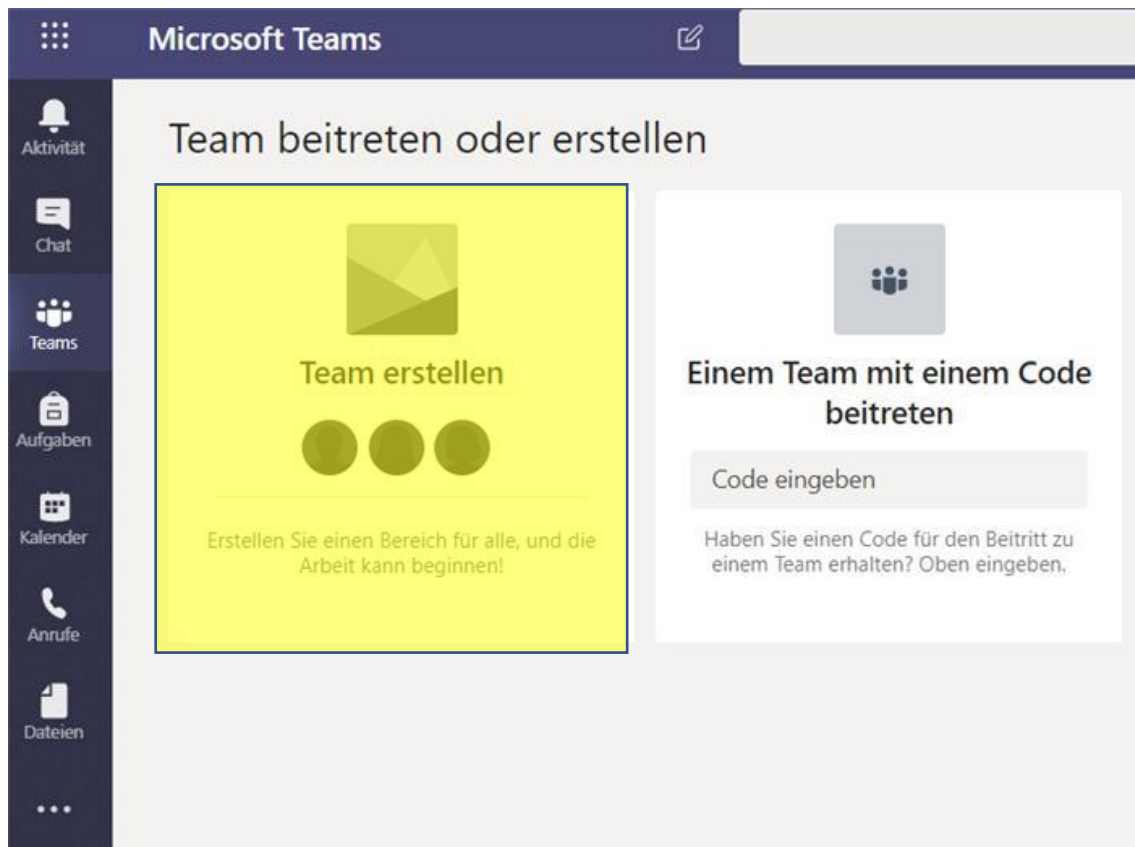 Microsoft Teams
Aktivität
Chat
Teams
Aufgaben
Kalender
Anrufe
Dateien
Team beitreten oder erstellen
Team erstellen
Erstellen Sie einen Bereich für alle, und die
Arbeit kann beginnen!
Einem Team mit einem Code
beitreten
Code eingeben
Haben Sie einen Code für den Beitritt zu
einem Team erhalten? Oben eingeben.